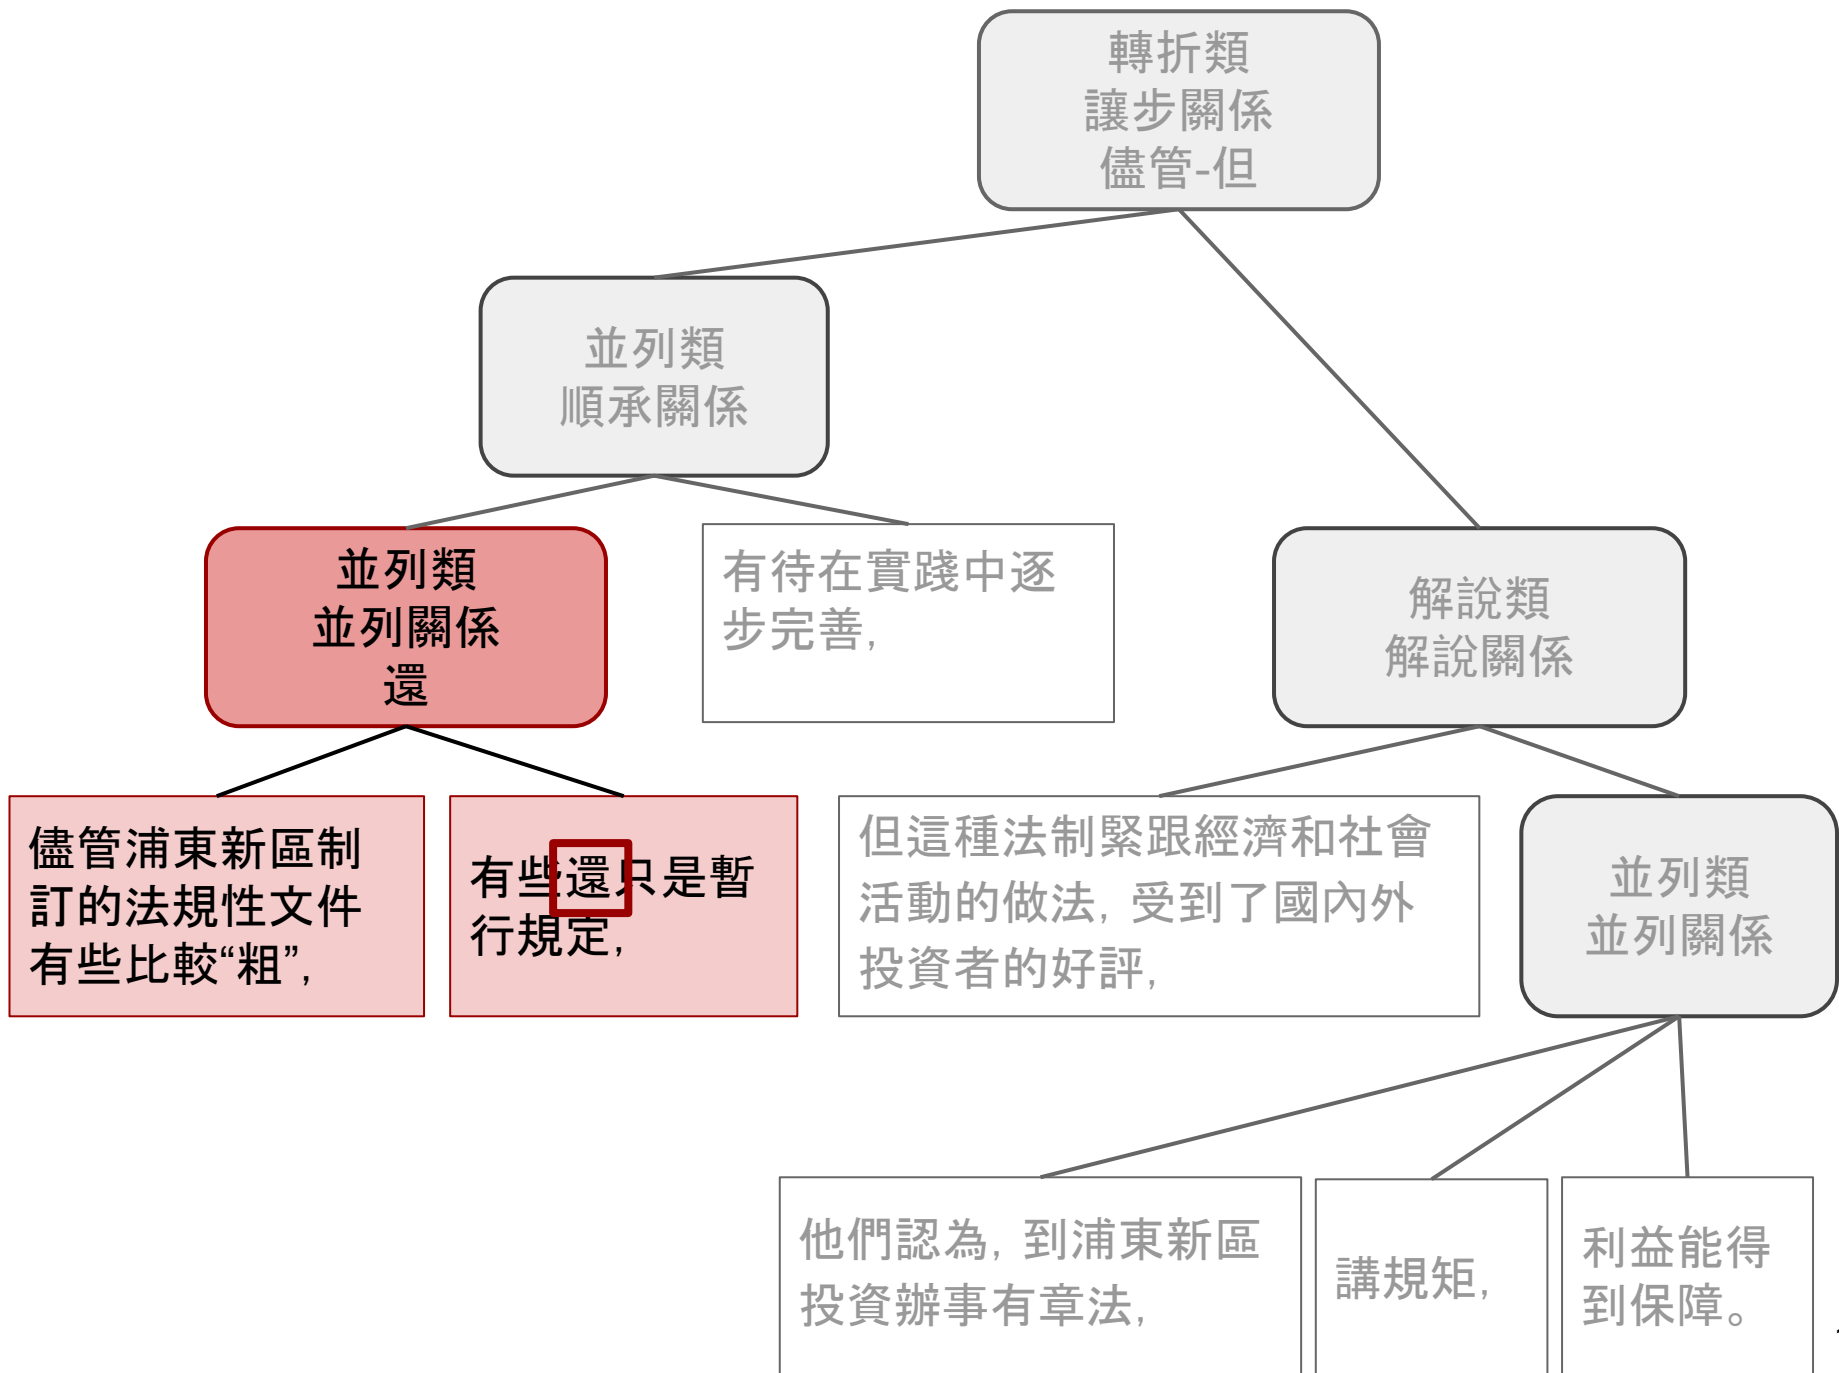 轉折類
讓步關係
儘管-但
並列類
順承關係
並列類
並列關係
還
有待在實踐中逐
步完善,
解說類
解說關係
儘管浦東新區制
訂的法規性文件
有些比較“粗”,
有些還只是暫
行規定,
但這種法制緊跟經濟和社會
活動的做法, 受到了國內外
投資者的好評,
並列類
並列關係
他們認為, 到浦東新區
投資辦事有章法,
講規矩,
利益能得
到保障。